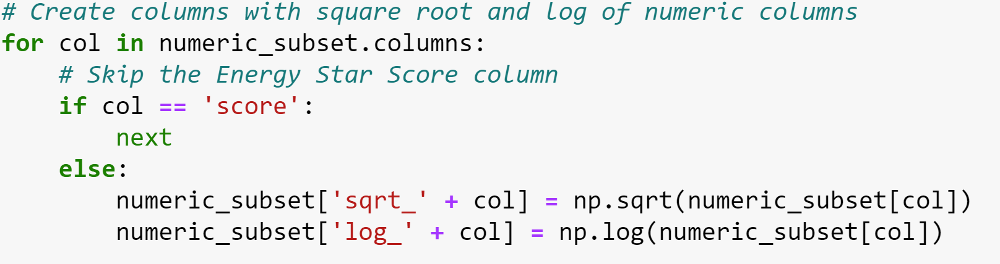 # Create columns with square root and log of numeric columns
for col in numeric_subset.columns:
    # Skip the Energy Star Score column
    if col == 'score':
        next
    else:
        numeric_subset['sqrt_' + col] = np.sqrt(numeric_subset[col])
        numeric_subset['log_' + col] = np.log(numeric_subset[col])